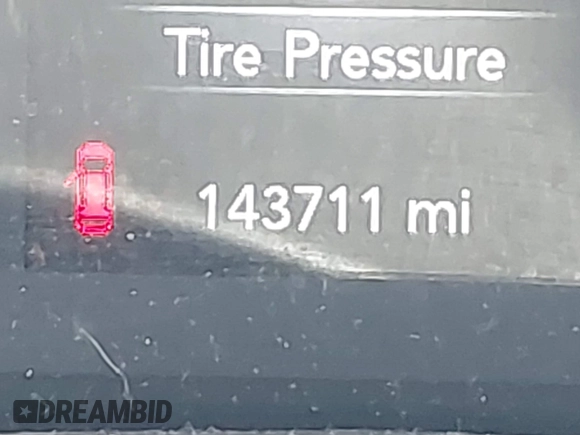 Tire Pressure
143711 mi
DREAMBID